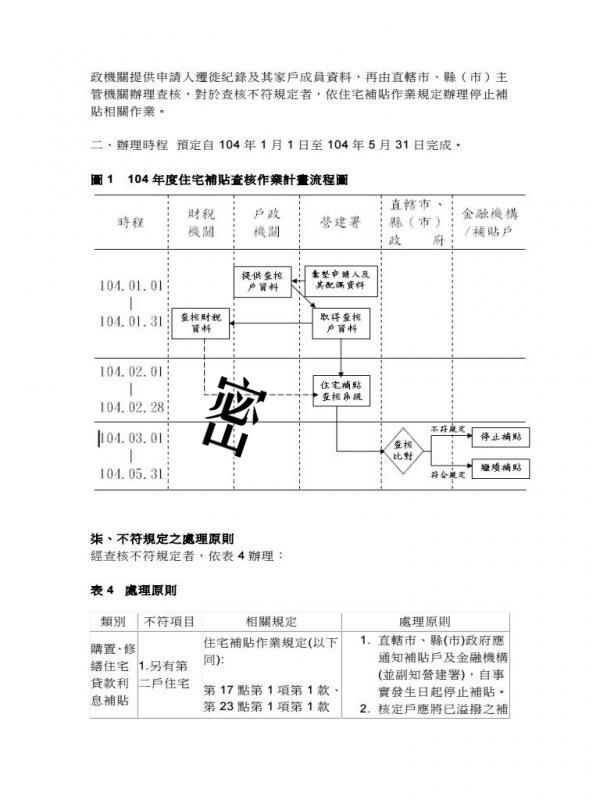 政機關提供申請人遷徙紀錄及其家戶成員資料，再由直轄市、縣（市）主
管機關辦理查核，對於查核不符規定者，依住宅補貼作業規定辦理停止補
貼相關作業。
二、辦理時程 預定自 104 年 1 月 1 日至 104 年 5 月 31 日完成。
圖 1 104 年度住宅補貼查核作業計畫流程圖
時程
財稅
機關
戶政
機關
營建署
直轄市、
縣（市）
政 府
金融機構
/補貼戶
104.01.01
|
104.01.31
提供查核
戶資料
彙整申請人及
其配偶資料
查核財稅
資料
取得查核
戶資料
104.02.01
|
104.02.28
密
住宅補貼
查核系統
104.03.01
|
104.05.31
查核
比對
不符規定
停止補貼
符合規定
繼續補貼
柒、不符規定之處理原則
經查核不符規定者，依表 4 辦理：
表 4 處理原則
類別 不符項目 相關規定 處理原則
購置、修
繕住宅
貸款利
息補貼
1.另有第
二戶住宅
住宅補貼作業規定(以下
同):
第 17 點第 1 項第 1 款、
第 23 點第 1 項第 1 款
1. 直轄市、縣(市)政府應
通知補貼戶及金融機構
(並副知營建署)，自事
實發生日起停止補貼。
2. 核定戶應將已溢撥之補